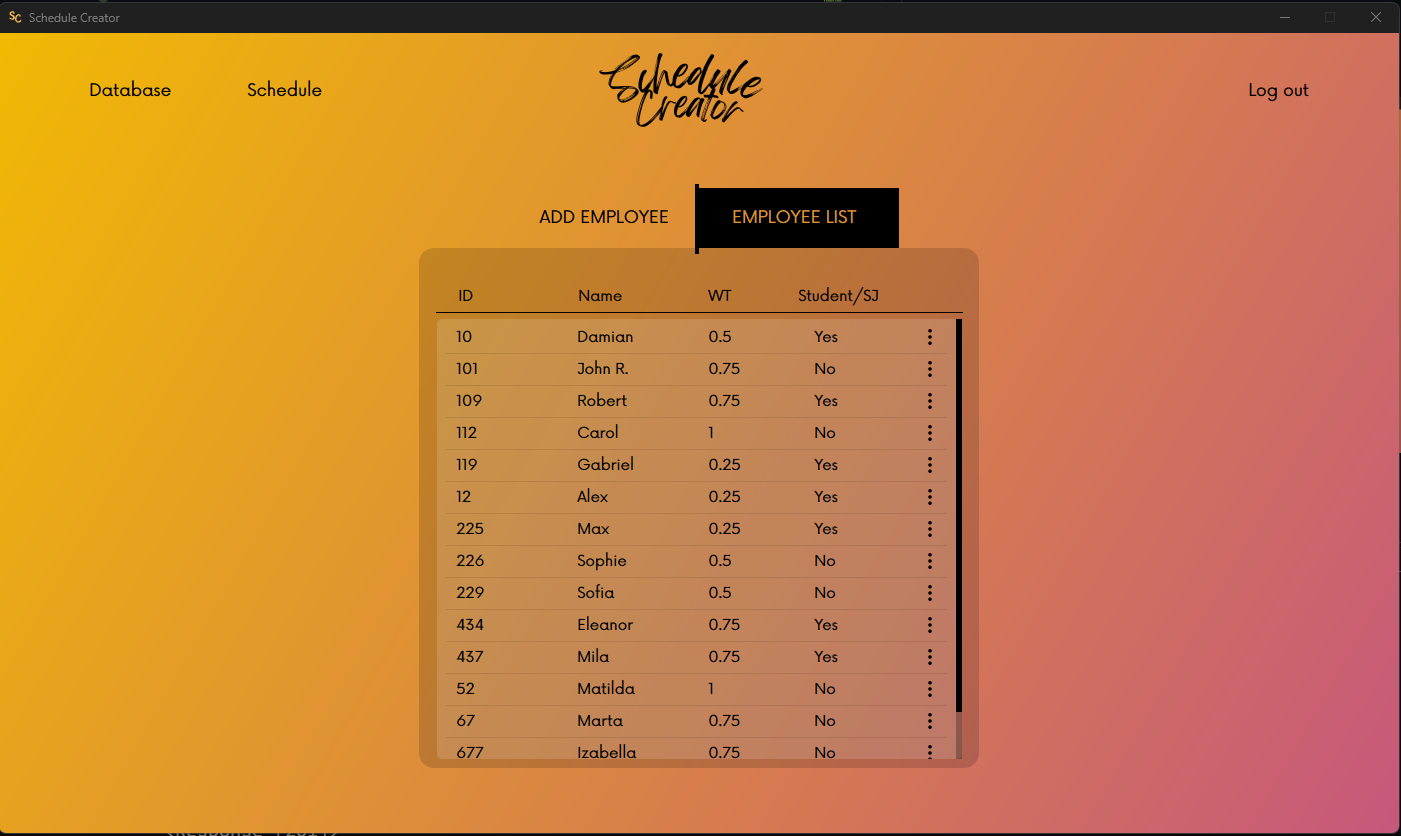 SC Schedule Creator
Database Schedule Schedule Creator Log out
ADD EMPLOYEE EMPLOYEE LIST
ID Name WT Student/SJ
10 Damian 0.5 Yes
101 John R. 0.75 No
109 Robert 0.75 Yes
112 Carol 1 No
119 Gabriel 0.25 Yes
12 Alex 0.25 Yes
225 Max 0.25 Yes
226 Sophie 0.5 No
229 Sofia 0.5 No
434 Eleanor 0.75 Yes
437 Mila 0.75 Yes
52 Matilda 1 No
67 Marta 0.75 No
677 Izabella 0.75 No